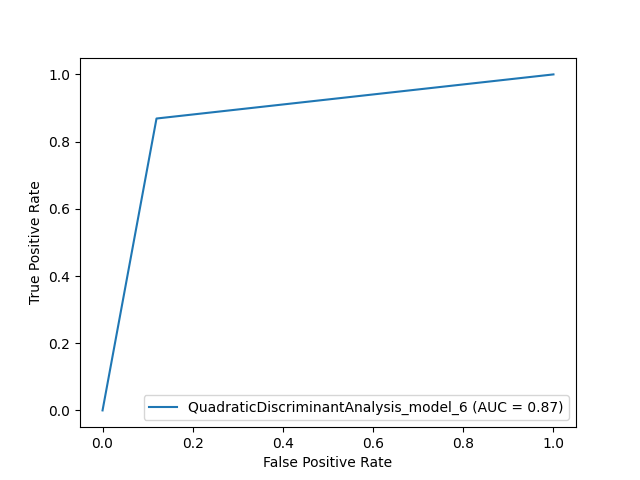 1.0
0.8
0.6
0.4
0.2
0.0
True Positive Rate
QuadraticDiscriminantAnalysis_model_6 (AUC = 0.87)
0.0 0.2 0.4 0.6 0.8 1.0
False Positive Rate